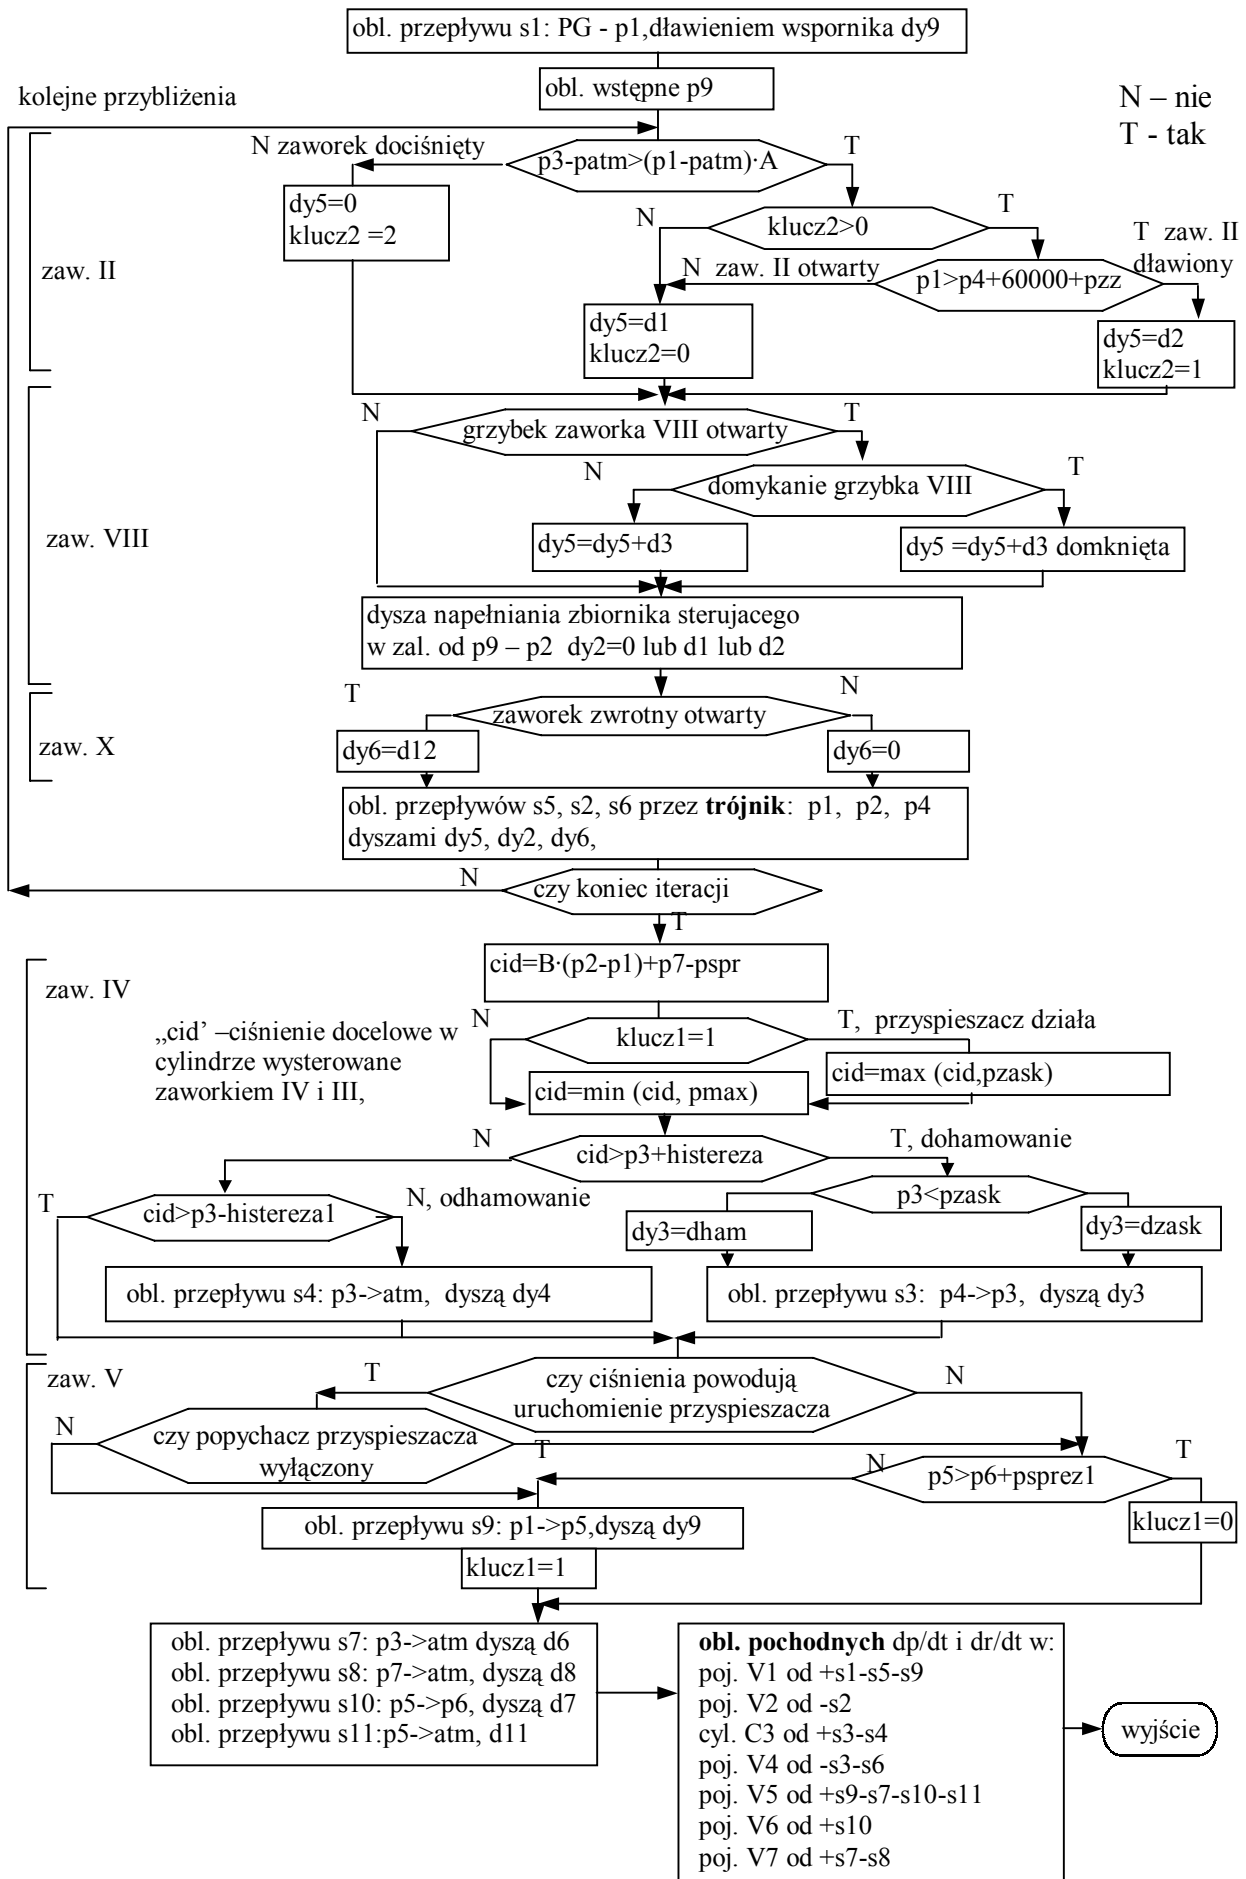 obl. przepływu s1: PG - p1,dławieniem wspornika dy9
obl. wstępne p9
kolejne przybliżenia
N – nie
T - tak
N zaworek dociśnięty
p3-patm>(p1-patm)·A
T
dy5=0
klucz2 =2
N
klucz2>0
T
zaw. II
N zaw. II otwarty
p1>p4+60000+pzz
T zaw. II
dławiony
dy5=d1
klucz2=0
dy5=d2
klucz2=1
N
grzybek zaworka VIII otwarty
T
N
domykanie grzybka VIII
T
zaw. VIII
dy5=dy5+d3
dy5 =dy5+d3 domknięta
dysza napełniania zbiornika sterujacego
w zal. od p9 – p2 dy2=0 lub d1 lub d2
T
zaworek zwrotny otwarty
N
zaw. X
dy6=d12
dy6=0
obl. przepływów s5, s2, s6 przez trójnik: p1, p2, p4
dyszami dy5, dy2, dy6,
N
czy koniec iteracji
T
cid=B·(p2-p1)+p7-pspr
zaw. IV
„cid’ –ciśnienie docelowe w
cylindrze wysterowane
zaworkiem IV i III,
N
klucz1=1
T, przyspieszacz działa
cid=max (cid,pzask)
cid=min (cid, pmax)
N
cid>p3+histereza
T, dohamowanie
T
cid>p3-histereza1
N, odhamowanie
p3<pzask
dy3=dham
dy3=dzask
obl. przepływu s4: p3->atm, dyszą dy4
obl. przepływu s3: p4->p3, dyszą dy3
zaw. V
T
czy ciśnienia powodują
uruchomienie przyspieszacza
N
N
czy popychacz przyspieszacza
wyłączony
T
N
p5>p6+psprez1
T
obl. przepływu s9: p1->p5,dyszą dy9
klucz1=1
klucz1=0
obl. przepływu s7: p3->atm dyszą d6
obl. przepływu s8: p7->atm, dyszą d8
obl. przepływu s10: p5->p6, dyszą d7
obl. przepływu s11:p5->atm, d11
obl. pochodnych dp/dt i dr/dt w:
poj. V1 od +s1-s5-s9
poj. V2 od -s2
cyl. C3 od +s3-s4
poj. V4 od -s3-s6
poj. V5 od +s9-s7-s10-s11
poj. V6 od +s10
poj. V7 od +s7-s8
wyjście